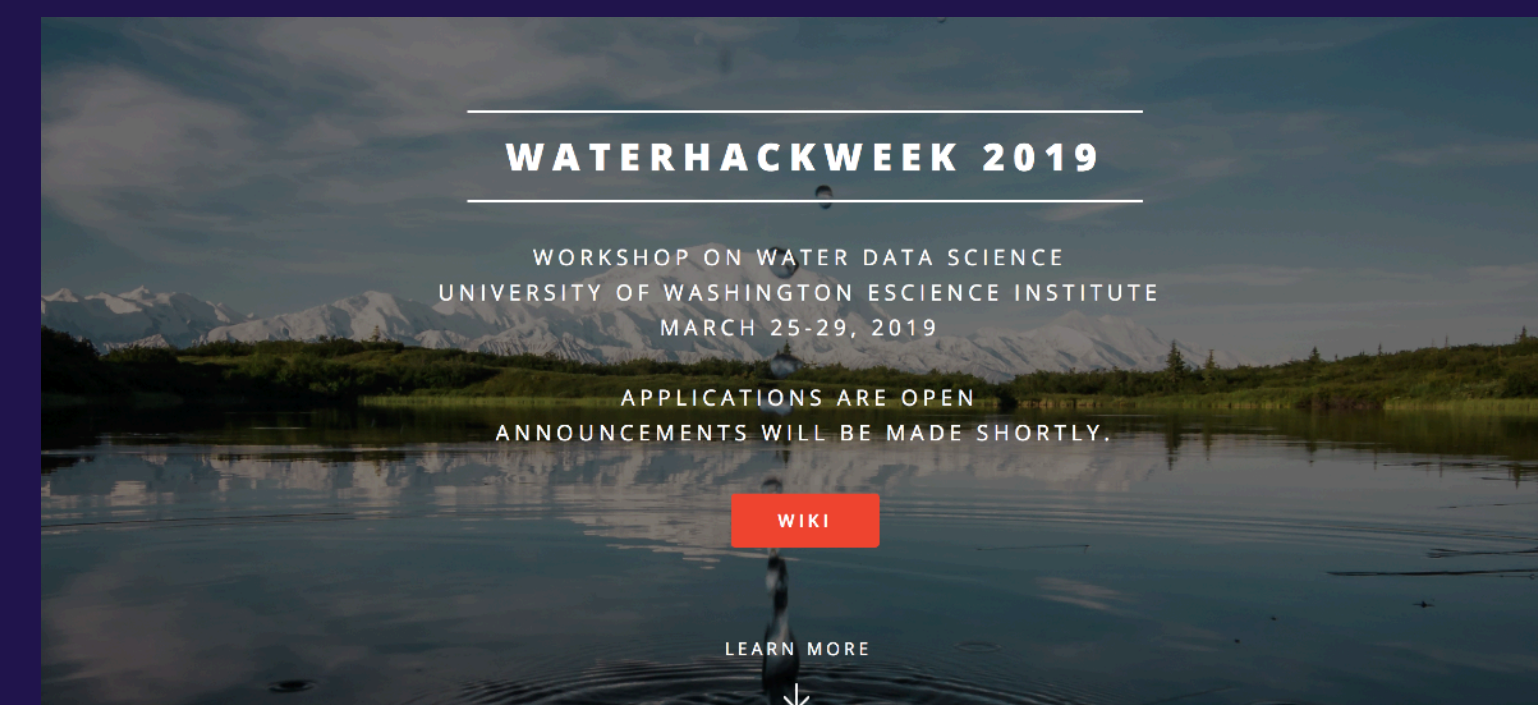 WATERHACKWEEK 2019
WORKSHOP ON WATER DATA SCIENCE
UNIVERSITY OF WASHINGTON ESCIENCE INSTITUTE
MARCH 25-29, 2019
APPLICATIONS ARE OPEN
ANNOUNCEMENTS WILL BE MADE SHORTLY.
WIKI
LEARN MORE